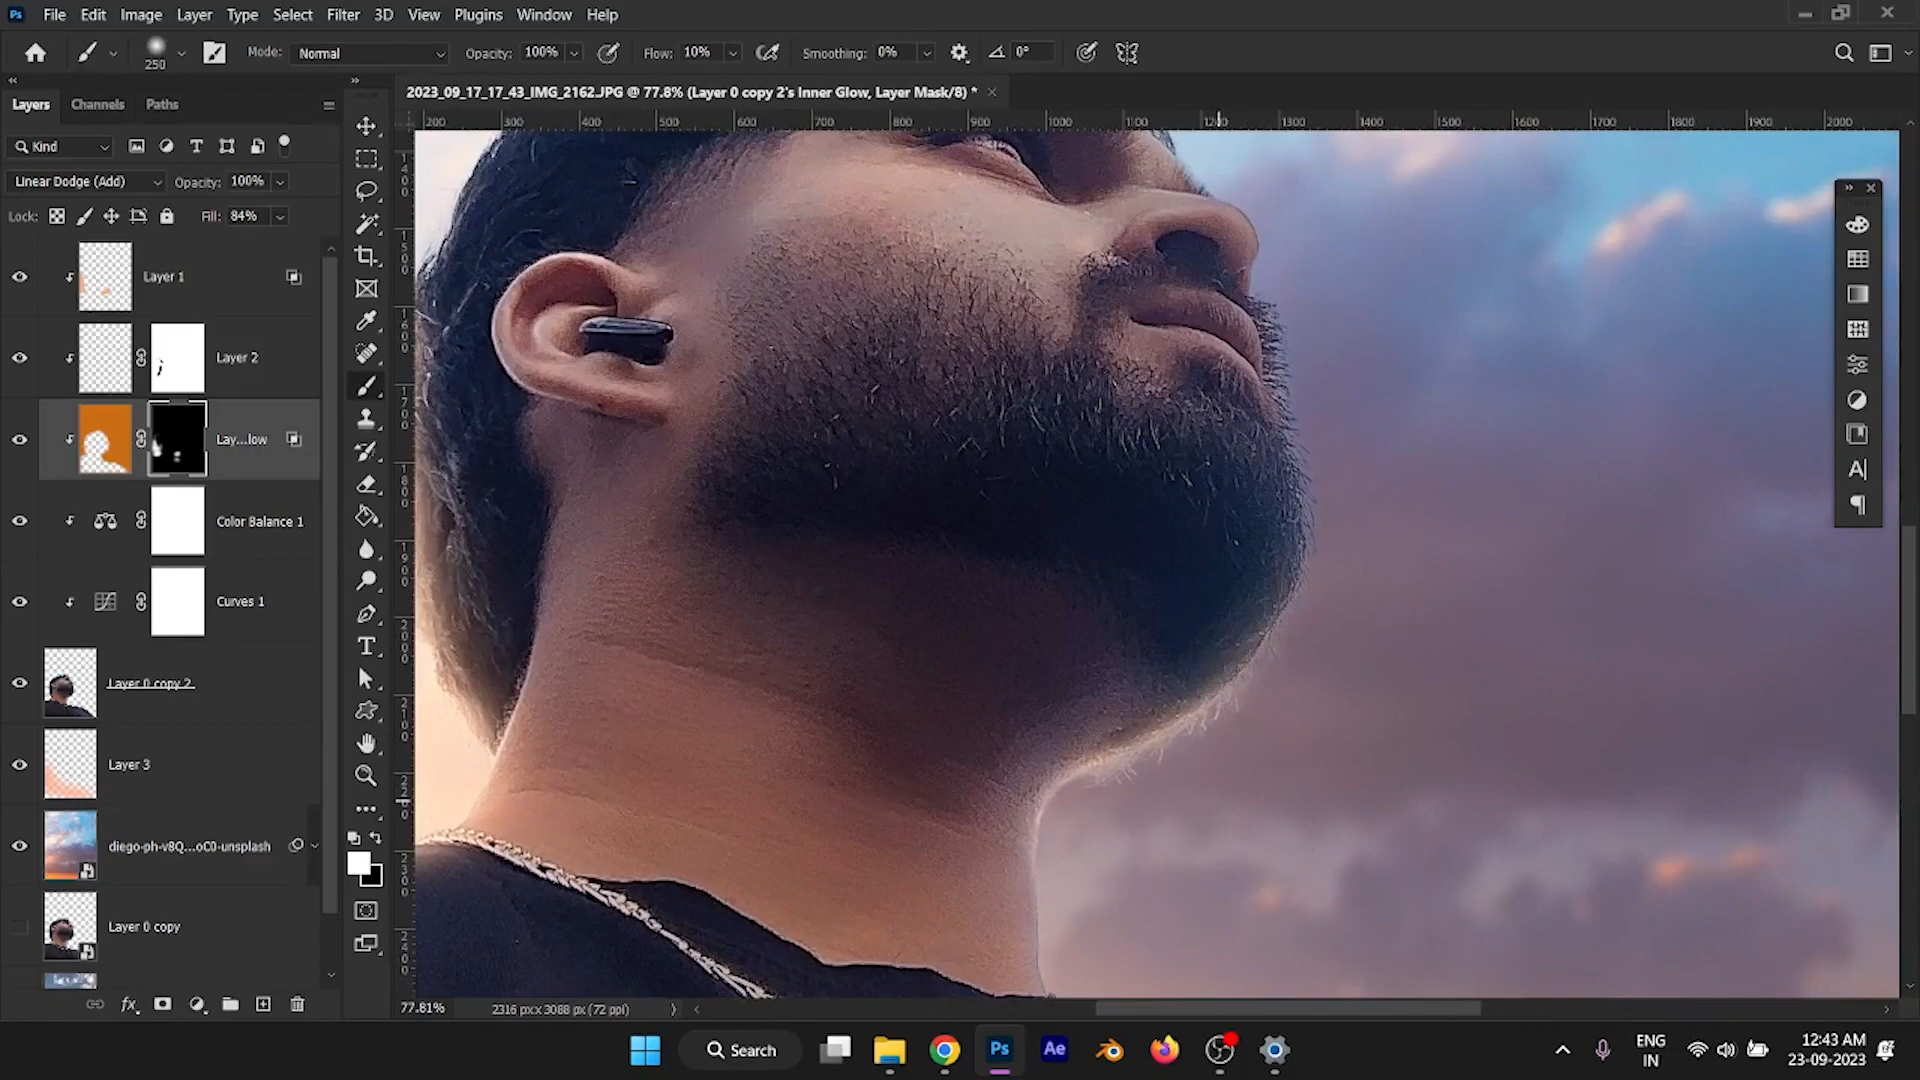 Ps File Edit Image Layer Type Select Filter 3D View Plugins Window Help
250 Mode: Normal Opacity: 100% Flow: 10% Smoothing: 0% 0°
Layers Channels Paths
2023_09_17_17_43_IMG_2162.JPG @ 77.8% (Layer 0 copy 2's Inner Glow, Layer Mask/8) *
200 300 400 500 600 700 800 900 1000 1100 1200 1300 1400 1500 1600 1700 1800 1900 2000
Kind
Linear Dodge (Add) Opacity: 100%
Lock: Fill: 84%
Layer 1
Layer 2
Lay...low
Color Balance 1
Curves 1
Layer 0 copy 2
Layer 3
diego-ph-v8Q...oC0-unsplash
Layer 0 copy
fx
77.81% 2316 px x 3088 px (72 ppi)
Search
Ps
Ae
ENG
IN
12:43 AM
23-09-2023